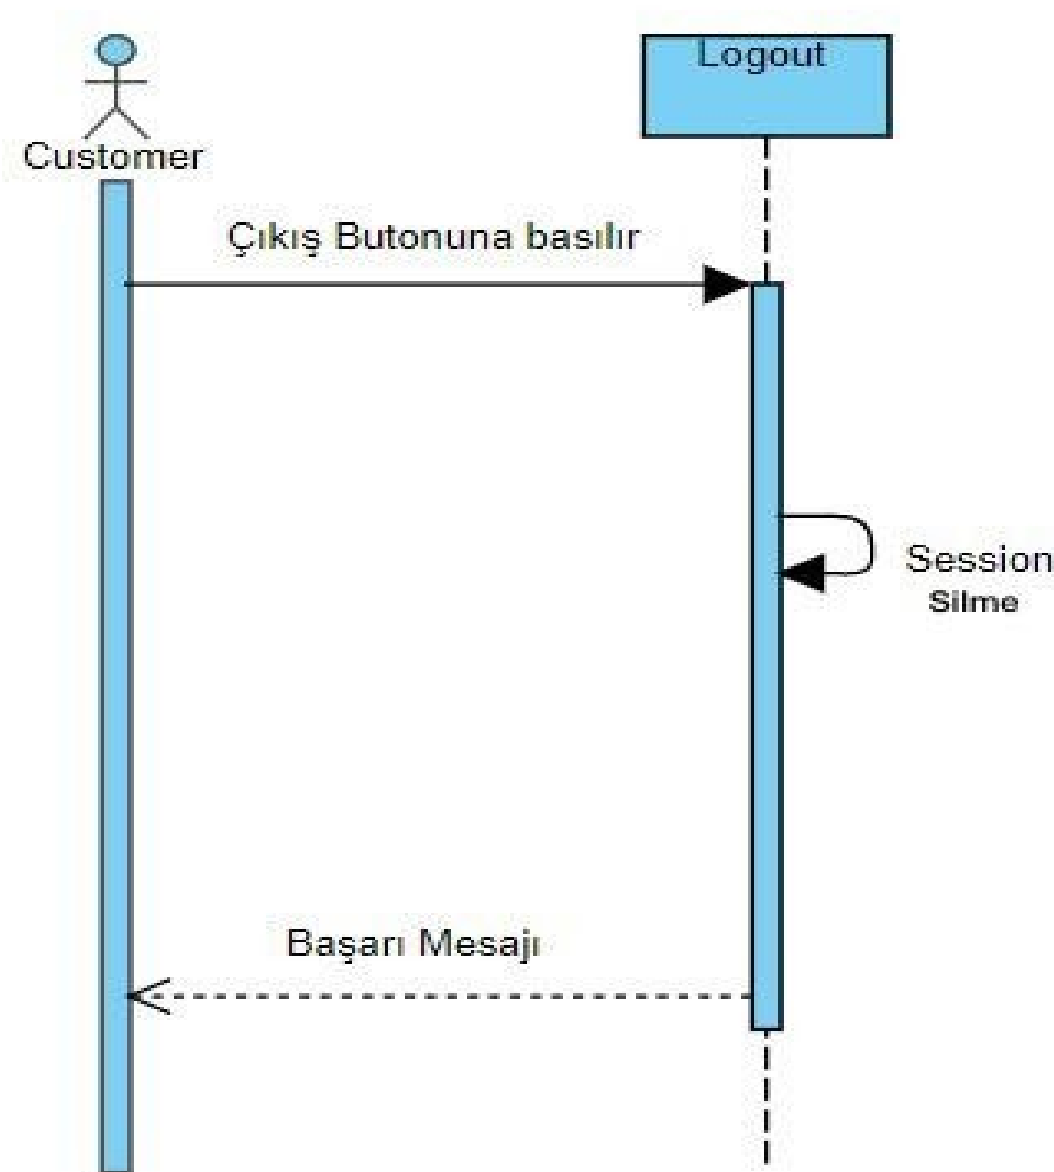 Logout
Customer
Çıkış Butonuna basılır
Session
Silme
Başarı Mesajı